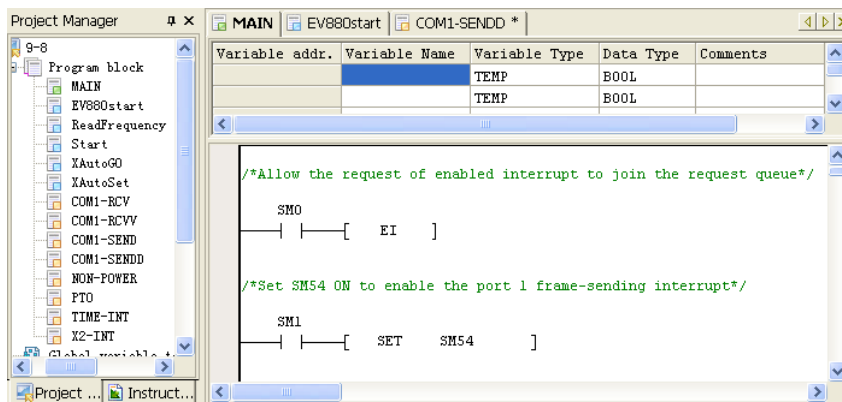 Project Manager
9-8
Program block
MAIN
EV880start
ReadFrequency
Start
XAutoGO
XAutoSet
COM1-RCV
COM1-RCVV
COM1-SEND
COM1-SENDD
NON-POWER
PTO
TIME-INT
X2-INT
Global variable t
Project ... Instruct...
MAIN EV880start COM1-SENDD *
Variable addr. Variable Name Variable Type Data Type Comments
TEMP BOOL
TEMP BOOL
/*Allow the request of enabled interrupt to join the request queue*/
SM0
[ EI ]
/*Set SM54 ON to enable the port 1 frame-sending interrupt*/
SM1
[ SET SM54 ]